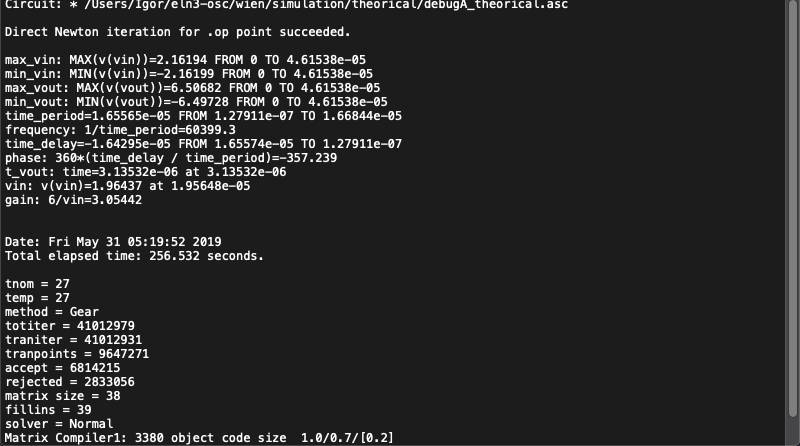 Circuit: * /Users/Igor/eln3-osc/wien/simulation/theorical/debugA_theorical.asc
Direct Newton iteration for .op point succeeded.
max_vin: MAX(v(vin))=2.16194 FROM 0 TO 4.61538e-05
min_vin: MIN(v(vin))=-2.16199 FROM 0 TO 4.61538e-05
max_vout: MAX(v(vout))=6.50682 FROM 0 TO 4.61538e-05
min_vout: MIN(v(vout))=-6.49728 FROM 0 TO 4.61538e-05
time_period=1.65565e-05 FROM 1.27911e-07 TO 1.66844e-05
frequency: 1/time_period=60399.3
time_delay=-1.64295e-05 FROM 1.65574e-05 TO 1.27911e-07
phase: 360*(time_delay / time_period)=-357.239
t_vout: time=3.13532e-06 at 3.13532e-06
vin: v(vin)=1.96437 at 1.95648e-05
gain: 6/vin=3.05442
Date: Fri May 31 05:19:52 2019
Total elapsed time: 256.532 seconds.
tnom = 27
temp = 27
method = Gear
totiter = 41012979
traniter = 41012931
tranpoints = 9647271
accept = 6814215
rejected = 2833056
matrix size = 38
fillins = 39
solver = Normal
Matrix Compiler1: 3380 object code size  1.0/0.7/[0.2]